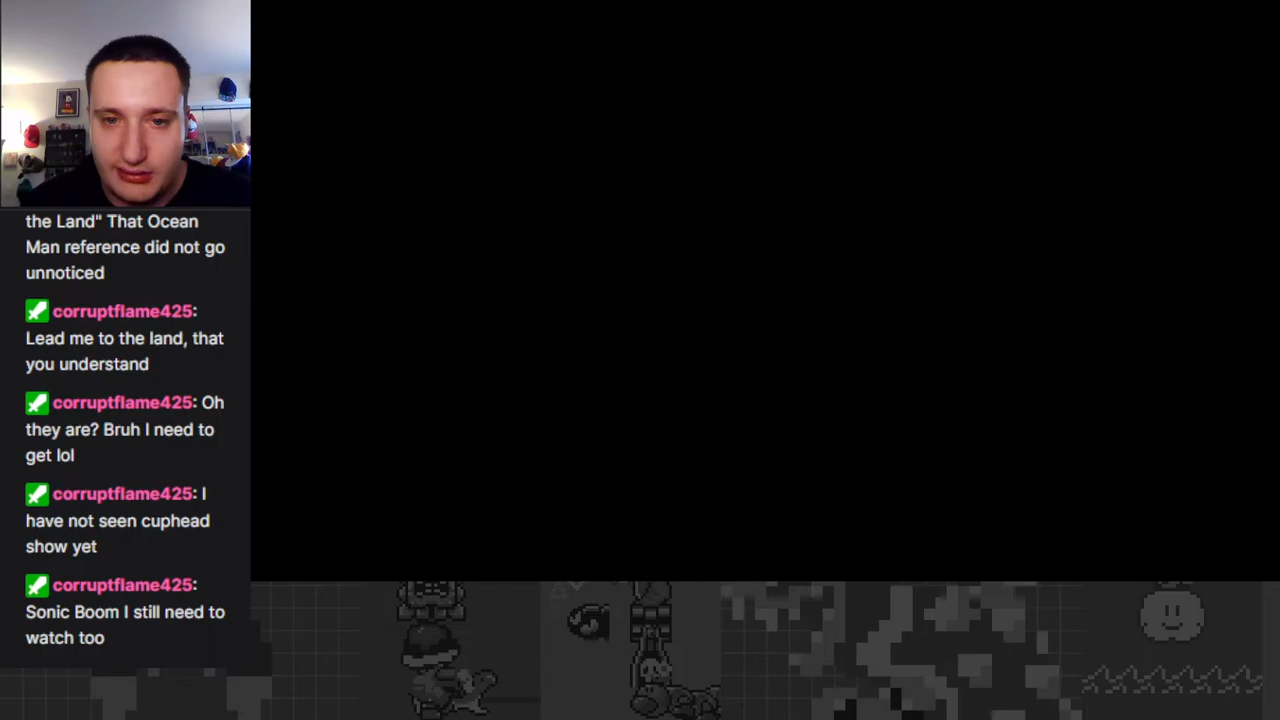 the Land" That Ocean
Man reference did not go
unnoticed
corruptflame425:
Lead me to the land, that
you understand
corruptflame425: Oh
they are? Bruh I need to
get lol
corruptflame425: I
have not seen cuphead
show yet
corruptflame425:
Sonic Boom I still need to
watch too